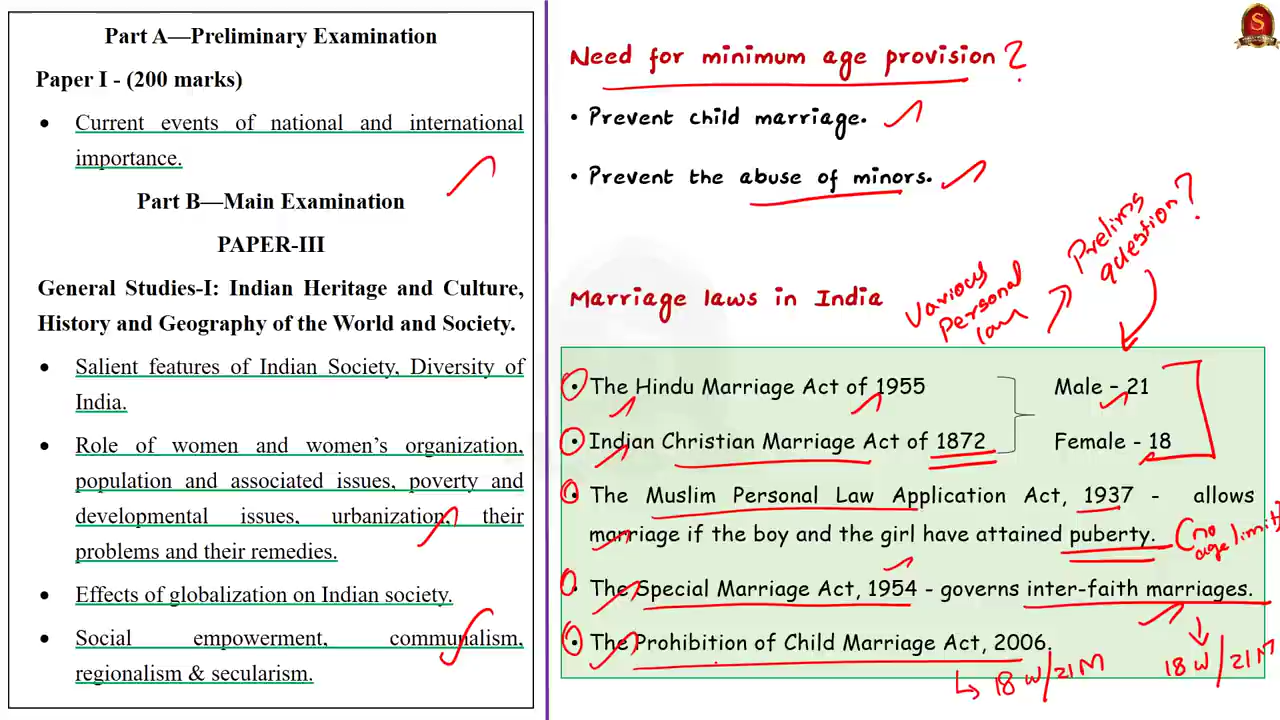 Part A—Preliminary Examination
Paper I - (200 marks)
• Current events of national and international
importance.
Part B—Main Examination
PAPER-III
General Studies-I: Indian Heritage and Culture,
History and Geography of the World and Society.
• Salient features of Indian Society, Diversity of
India.
• Role of women and women's organization,
population and associated issues, poverty and
developmental issues, urbanization, their
problems and their remedies.
• Effects of globalization on Indian society.
• Social empowerment, communalism,
regionalism & secularism.
Need for minimum age provision?
• Prevent child marriage.
• Prevent the abuse of minors.
Prelims
question?
Various
Personal
law
Marriage laws in India
• The Hindu Marriage Act of 1955
Male – 21
• Indian Christian Marriage Act of 1872
Female - 18
• The Muslim Personal Law Application Act, 1937 - allows
marriage if the boy and the girl have attained puberty.
(no
age limit)
• The Special Marriage Act, 1954 - governs inter-faith marriages.
• The Prohibition of Child Marriage Act, 2006.
18 W/21 M
18 W/21 M
S